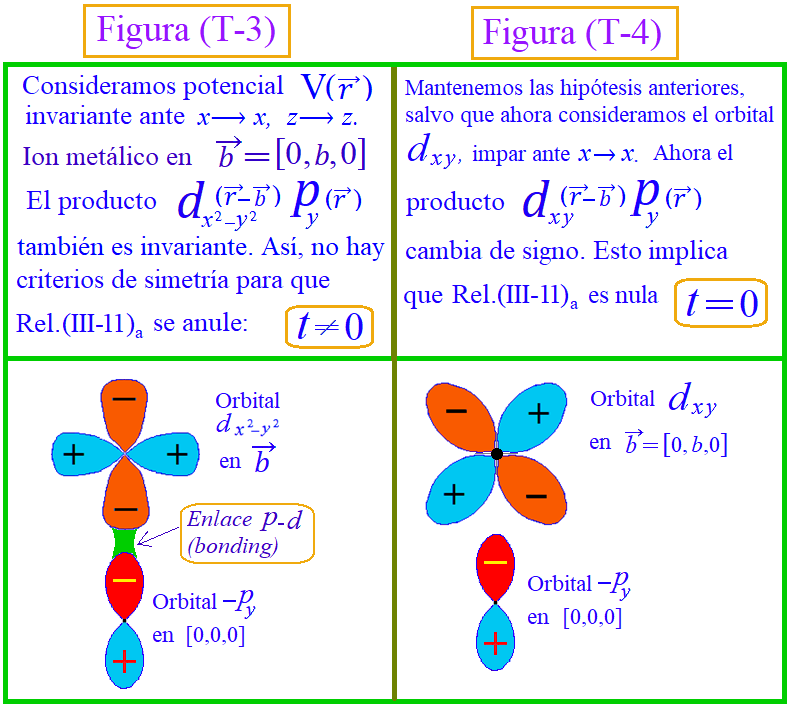 Figura (T-3)
Consideramos potencial V(r⃗)
invariante ante x⟶x, z⟶z.
Ion metálico en b⃗=[0,b,0]
El producto d_{x²−y²}(r⃗−b⃗) p_y(r⃗)
también es invariante. Así, no hay
criterios de simetría para que
Rel.(III-11)_a se anule: t≠0
Orbital
d_{x²−y²}
en b⃗
Enlace p-d
(bonding)
Orbital −p_y
en [0,0,0]
− + + − − +
Figura (T-4)
Mantenemos las hipótesis anteriores,
salvo que ahora consideramos el orbital
d_{xy}, impar ante x→x. Ahora el
producto d_{xy}(r⃗−b⃗) p_y(r⃗)
cambia de signo. Esto implica
que Rel.(III-11)_a es nula t=0
Orbital d_{xy}
en b⃗=[0,b,0]
Orbital −p_y
en [0,0,0]
− + + − − +